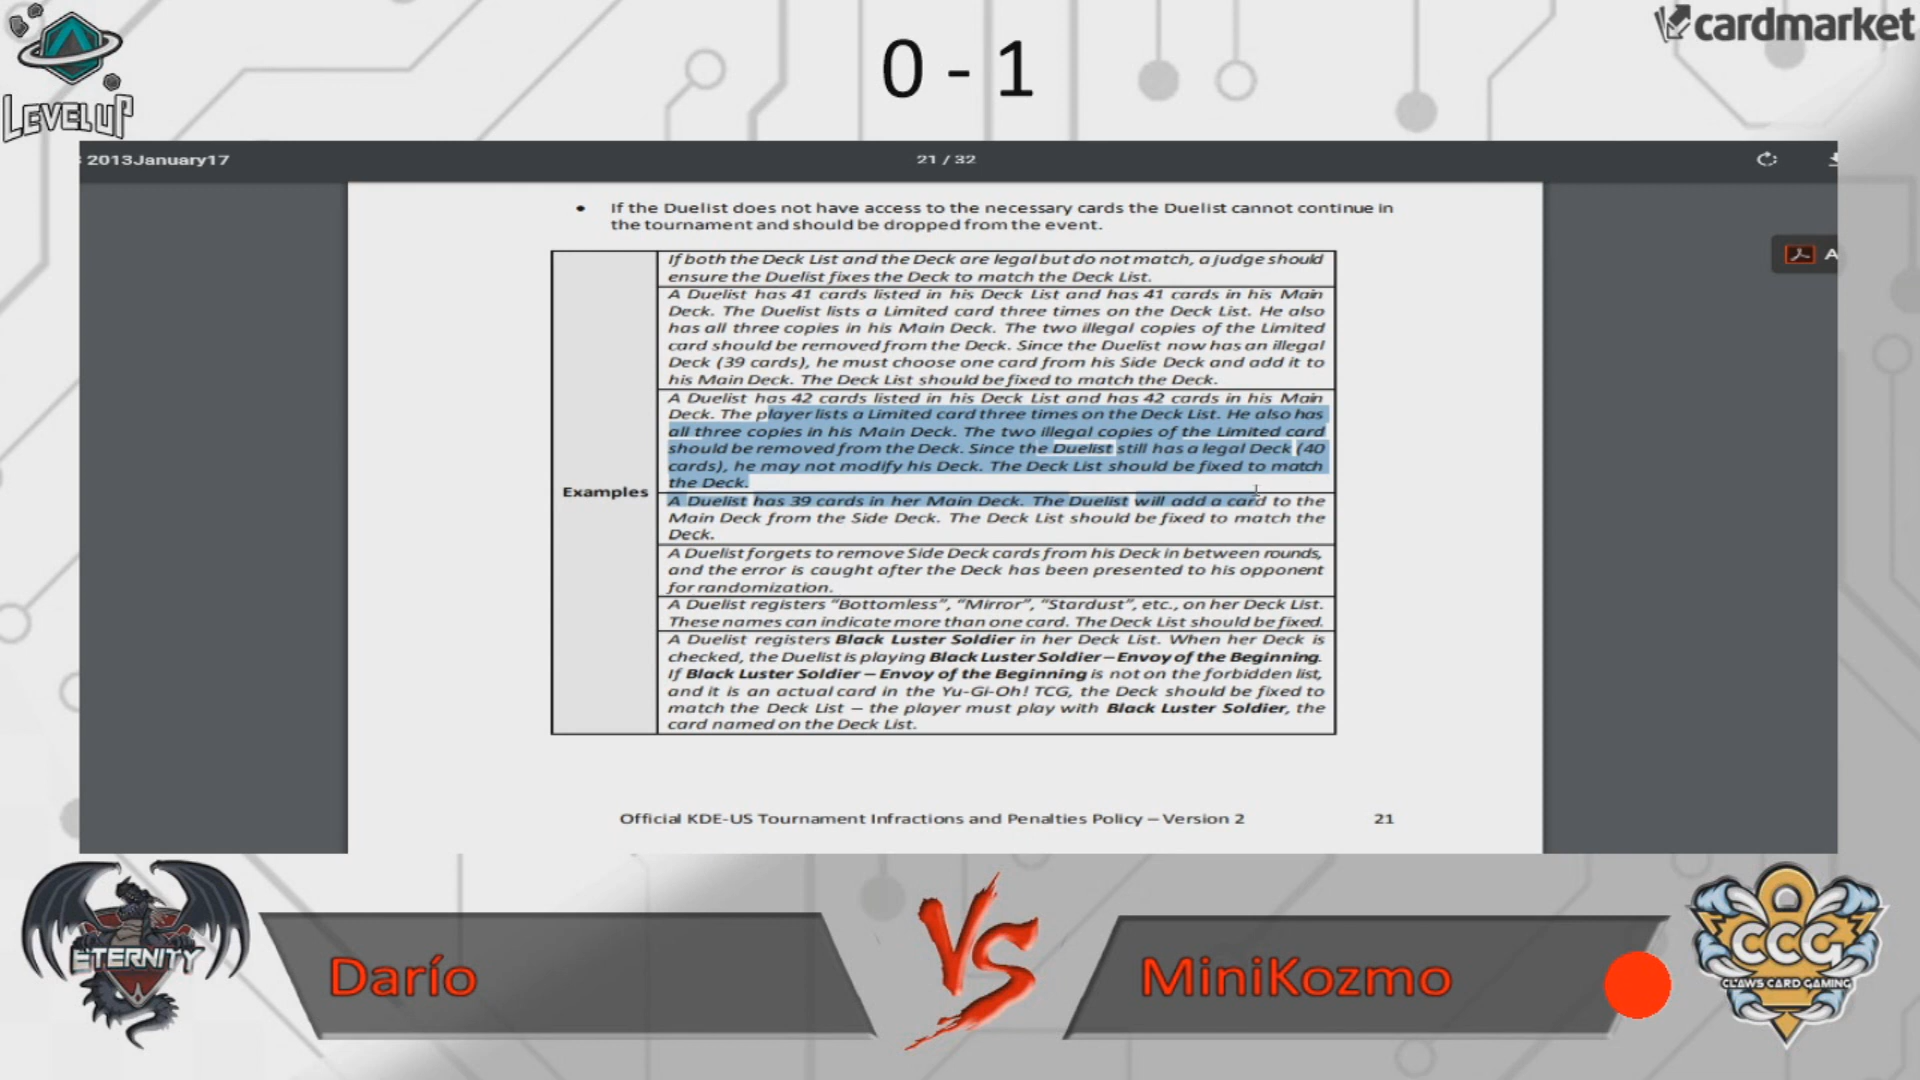 LEVEL UP
cardmarket
0 - 1
2013January17
21 / 32
A
• If the Duelist does not have access to the necessary cards the Duelist cannot continue in
the tournament and should be dropped from the event.
If both the Deck List and the Deck are legal but do not match, a judge should
ensure the Duelist fixes the Deck to match the Deck List.
A Duelist has 41 cards listed in his Deck List and has 41 cards in his Main
Deck. The Duelist lists a Limited card three times on the Deck List. He also
has all three copies in his Main Deck. The two illegal copies of the Limited
card should be removed from the Deck. Since the Duelist now has an illegal
Deck (39 cards), he must choose one card from his Side Deck and add it to
his Main Deck. The Deck List should be fixed to match the Deck.
A Duelist has 42 cards listed in his Deck List and has 42 cards in his Main
Deck. The player lists a Limited card three times on the Deck List. He also has
all three copies in his Main Deck. The two illegal copies of the Limited card
should be removed from the Deck. Since the Duelist still has a legal Deck (40
cards), he may not modify his Deck. The Deck List should be fixed to match
the Deck.
Examples
A Duelist has 39 cards in her Main Deck. The Duelist will add a card to the
Main Deck from the Side Deck. The Deck List should be fixed to match the
Deck.
A Duelist forgets to remove Side Deck cards from his Deck in between rounds,
and the error is caught after the Deck has been presented to his opponent
for randomization.
A Duelist registers “Bottomless”, “Mirror”, “Stardust”, etc., on her Deck List.
These names can indicate more than one card. The Deck List should be fixed.
A Duelist registers Black Luster Soldier in her Deck List. When her Deck is
checked, the Duelist is playing Black Luster Soldier – Envoy of the Beginning.
If Black Luster Soldier – Envoy of the Beginning is not on the forbidden list,
and it is an actual card in the Yu-Gi-Oh! TCG, the Deck should be fixed to
match the Deck List – the player must play with Black Luster Soldier, the
card named on the Deck List.
Official KDE-US Tournament Infractions and Penalties Policy – Version 2
21
ETERNITY
Darío
VS
MiniKozmo
CCG
CLAWS CARD GAMING